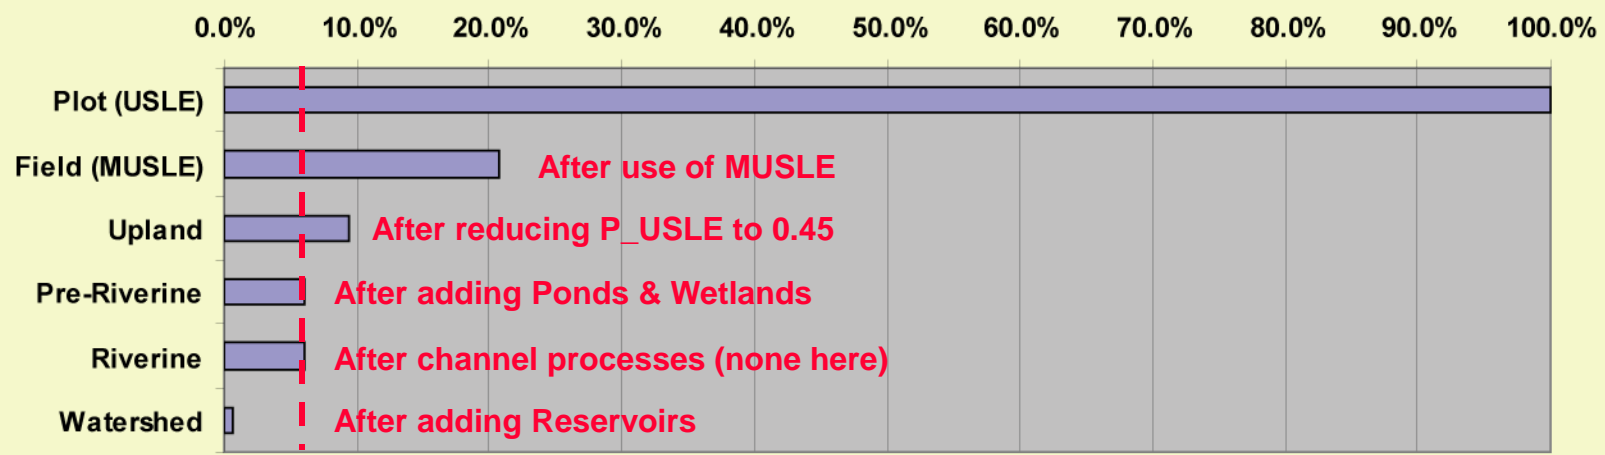 0.0% 10.0% 20.0% 30.0% 40.0% 50.0% 60.0% 70.0% 80.0% 90.0% 100.0%
Plot (USLE)
Field (MUSLE) After use of MUSLE
Upland After reducing P_USLE to 0.45
Pre-Riverine After adding Ponds & Wetlands
Riverine After channel processes (none here)
Watershed After adding Reservoirs